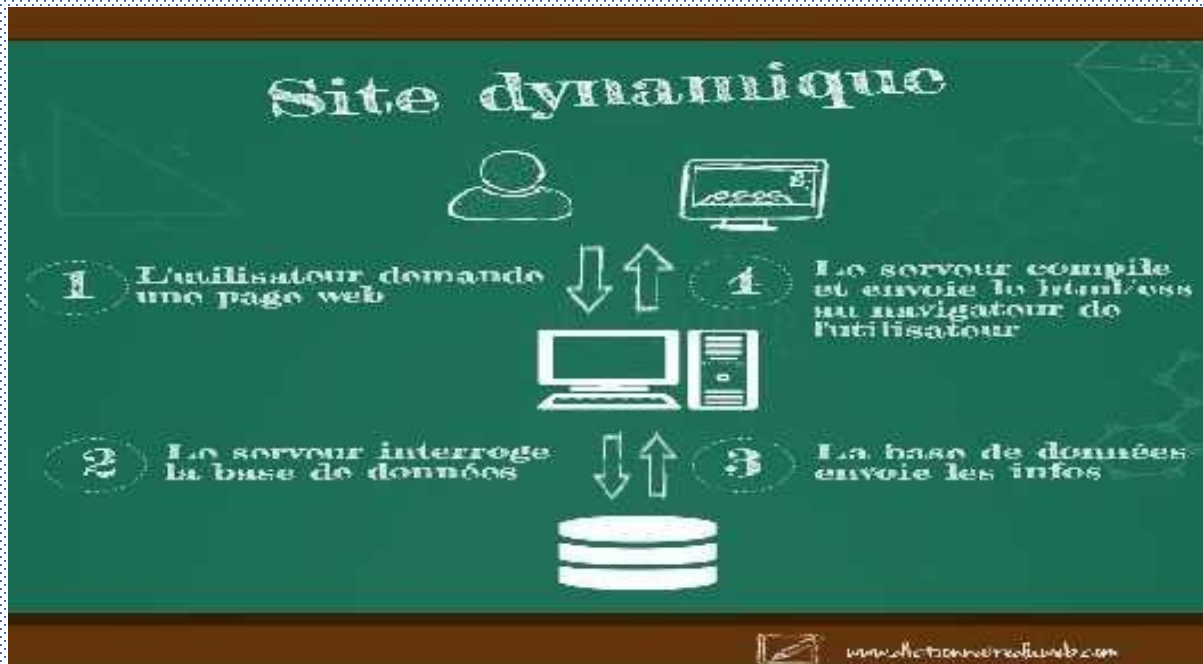 Site dynamique
1
L'utilisateur demande
une page web
4
Le serveur compile
et envoie le html/css
au navigateur de
l'utilisateur
2
Le serveur interroge
la base de données
3
La base de données
envoie les infos
www.dictionnaireduweb.com